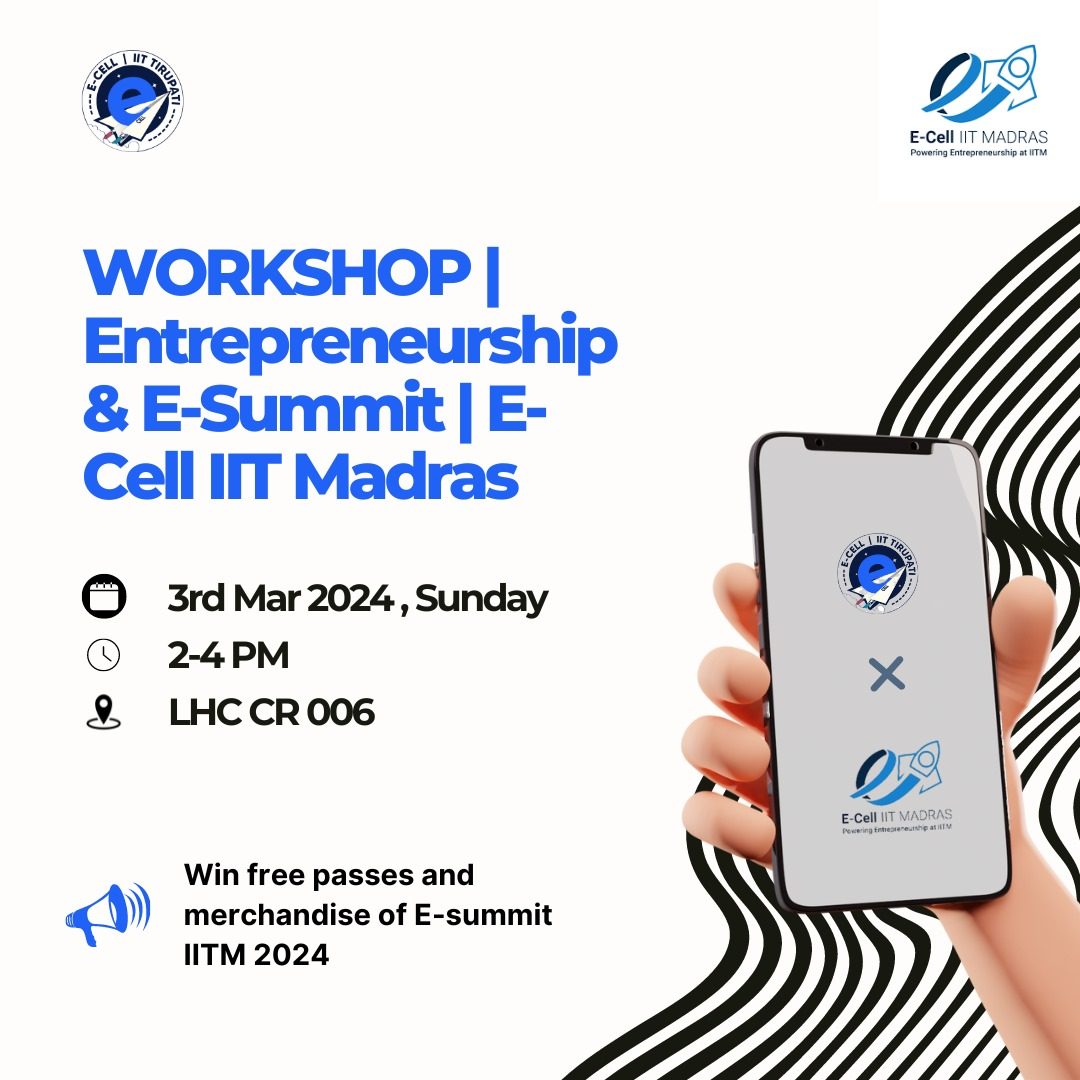 E-CELL | IIT TIRUPATI
E-Cell IIT MADRAS
Powering Entrepreneurship at IITM
WORKSHOP |
Entrepreneurship
& E-Summit | E-
Cell IIT Madras
3rd Mar 2024 , Sunday
2-4 PM
LHC CR 006
E-CELL | IIT TIRUPATI
E-Cell IIT MADRAS
Powering Entrepreneurship at IITM
Win free passes and
merchandise of E-summit
IITM 2024